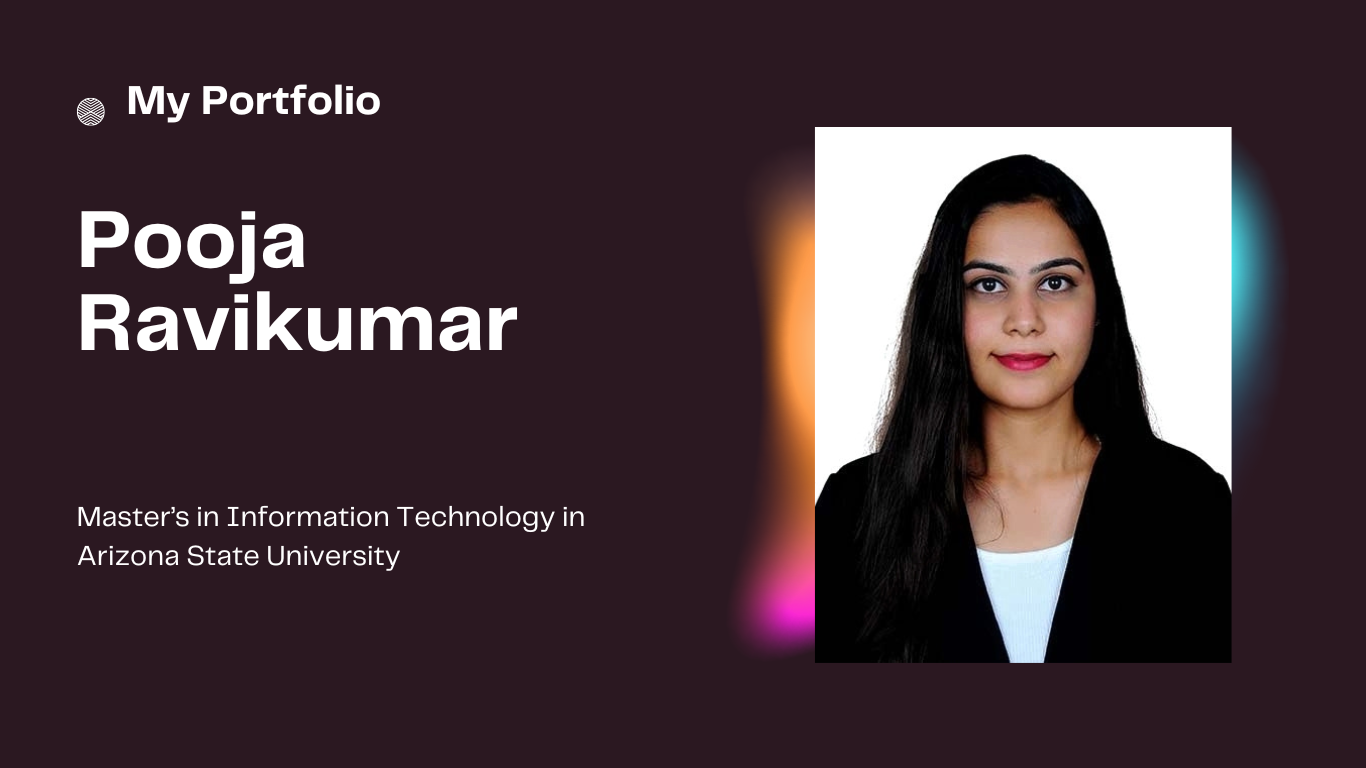 My Portfolio
Pooja
Ravikumar
Master’s in Information Technology in
Arizona State University